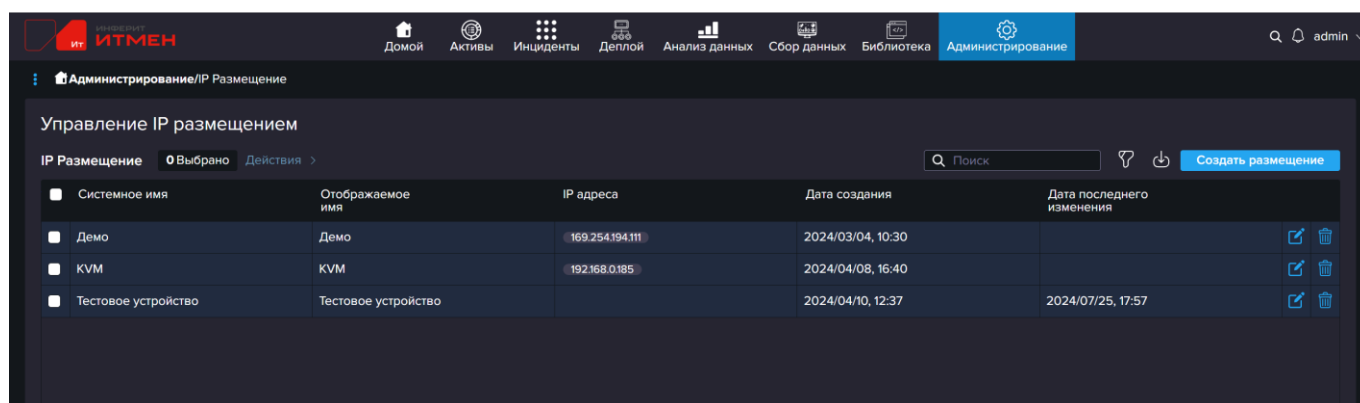 ИНФЕРИТ
Ит ИТМЕН
Домой Активы Инциденты Деплой Анализ данных Сбор данных Библиотека Администрирование admin
Администрирование/IP Размещение
Управление IP размещением
IP Размещение 0 Выбрано Действия > Поиск Создать размещение
Системное имя Отображаемое имя IP адреса Дата создания Дата последнего изменения
Демо Демо 169.254.194.111 2024/03/04, 10:30
KVM KVM 192.168.0.185 2024/04/08, 16:40
Тестовое устройство Тестовое устройство 2024/04/10, 12:37 2024/07/25, 17:57